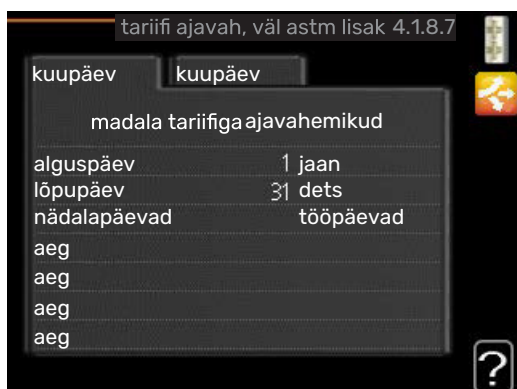 tariifi ajavah, väl astm lisak 4.1.8.7
kuupäev kuupäev
madala tariifiga ajavahemikud
alguspäev 1 jaan
lõpupäev 31 dets
nädalapäevad tööpäevad
aeg
aeg
aeg
aeg
?